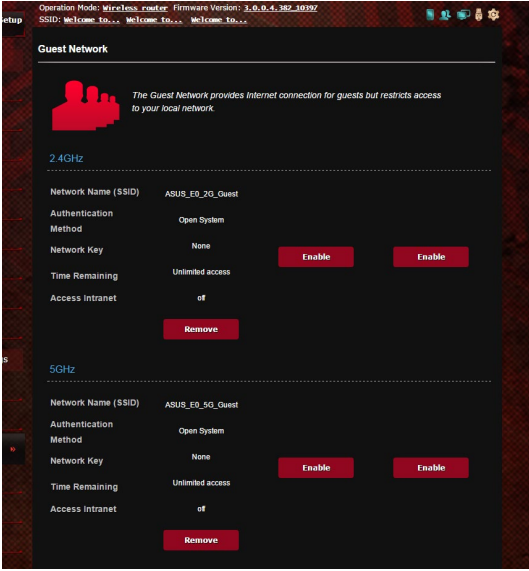 Operation Mode: Wireless router Firmware Version: 3.0.0.4.382_10397
SSID: Welcome to... Welcome to... Welcome to...
Setup
Guest Network
The Guest Network provides Internet connection for guests but restricts access
to your local network.
2.4GHz
Network Name (SSID) ASUS_E0_2G_Guest
Authentication
Method
Open System
Network Key None
Enable Enable
Time Remaining Unlimited access
Access Intranet off
Remove
gs
5GHz
Network Name (SSID) ASUS_E0_5G_Guest
Authentication
Method
Open System
Network Key None
Enable Enable
Time Remaining Unlimited access
Access Intranet off
Remove